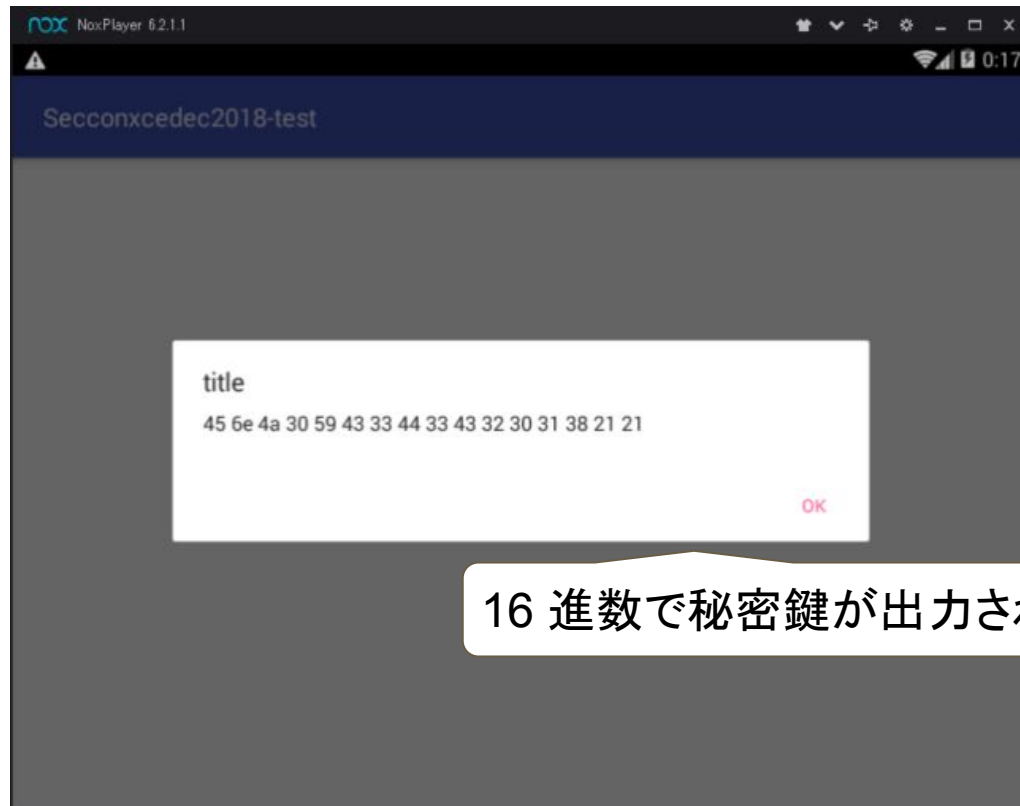 nox NoxPlayer 6.2.1.1
0:17
Secconxcedec2018-test
title
45 6e 4a 30 59 43 33 44 33 43 32 30 31 38 21 21
OK
16 進数で秘密鍵が出力さ